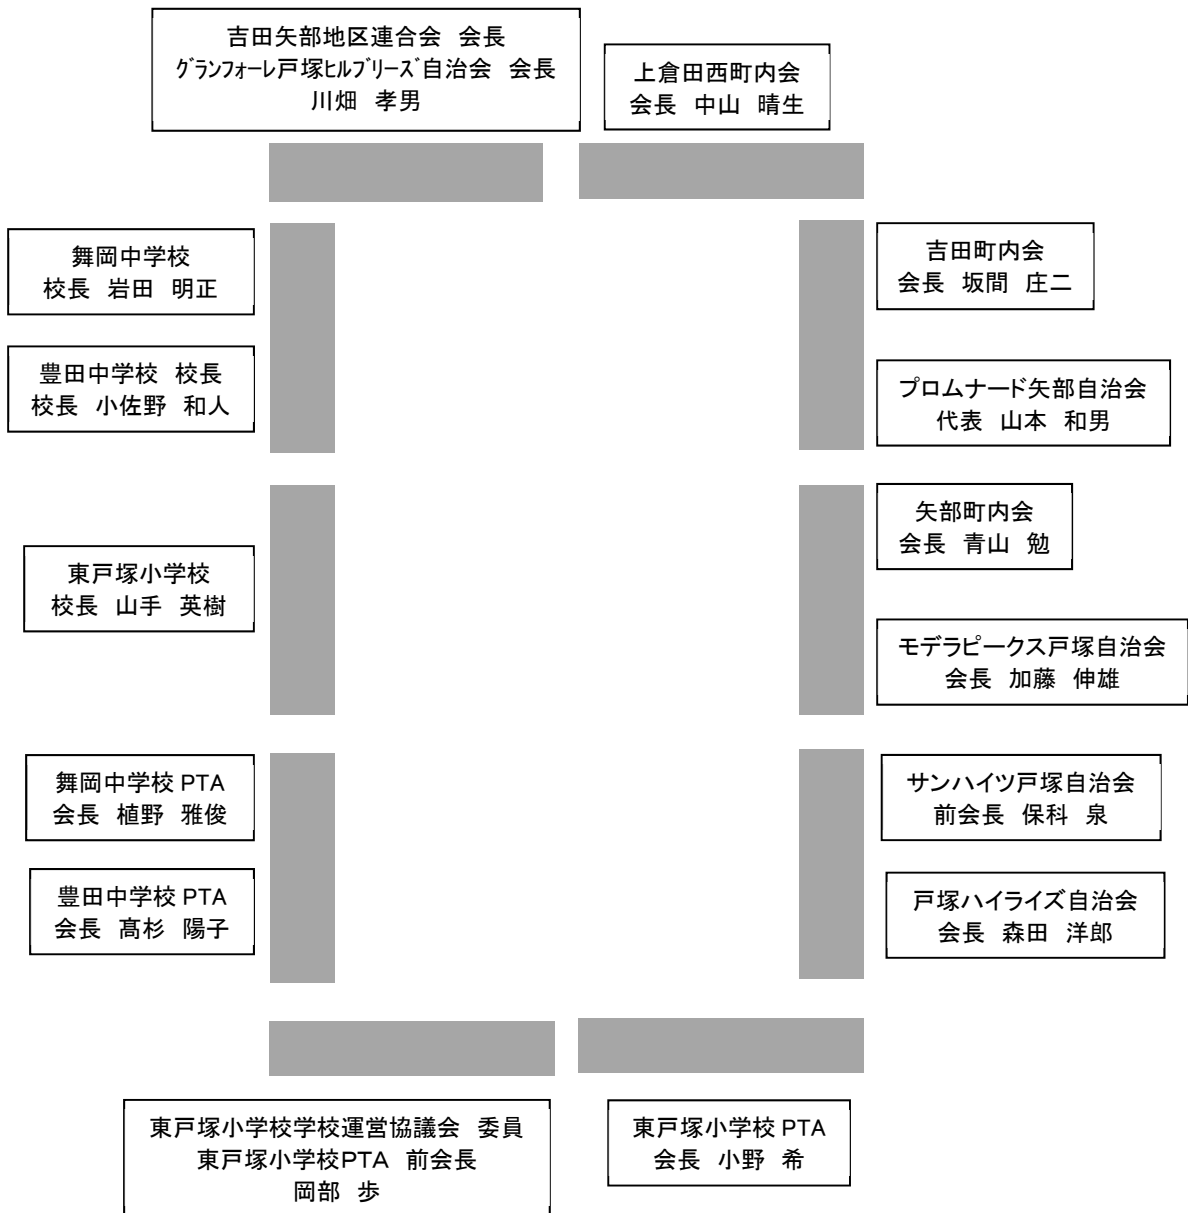 吉田矢部地区連合会　会長
ｸﾞﾗﾝフォーレ戸塚ﾋﾙﾌﾞﾘｰｽﾞ自治会　会長
川畑　孝男
上倉田西町内会
会長　中山　晴生
舞岡中学校
校長　岩田　明正
吉田町内会
会長　坂間　庄二
豊田中学校　校長
校長　小佐野　和人
プロムナード矢部自治会
代表　山本　和男
矢部町内会
会長　青山　勉
東戸塚小学校
校長　山手　英樹
モデラピークス戸塚自治会
会長　加藤　伸雄
舞岡中学校 PTA
会長　植野　雅俊
サンハイツ戸塚自治会
前会長　保科　泉
豊田中学校 PTA
会長　髙杉　陽子
戸塚ハイライズ自治会
会長　森田　洋郎
東戸塚小学校学校運営協議会　委員
東戸塚小学校PTA　前会長
岡部　歩
東戸塚小学校 PTA
会長　小野　希